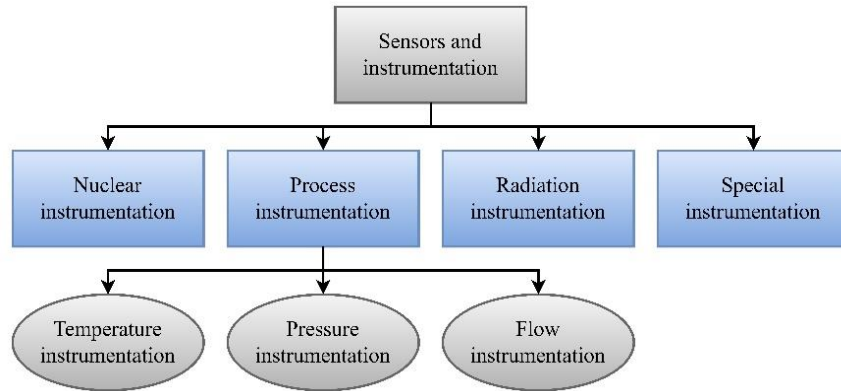 Sensors and
instrumentation
Nuclear
instrumentation
Process
instrumentation
Radiation
instrumentation
Special
instrumentation
Temperature
instrumentation
Pressure
instrumentation
Flow
instrumentation